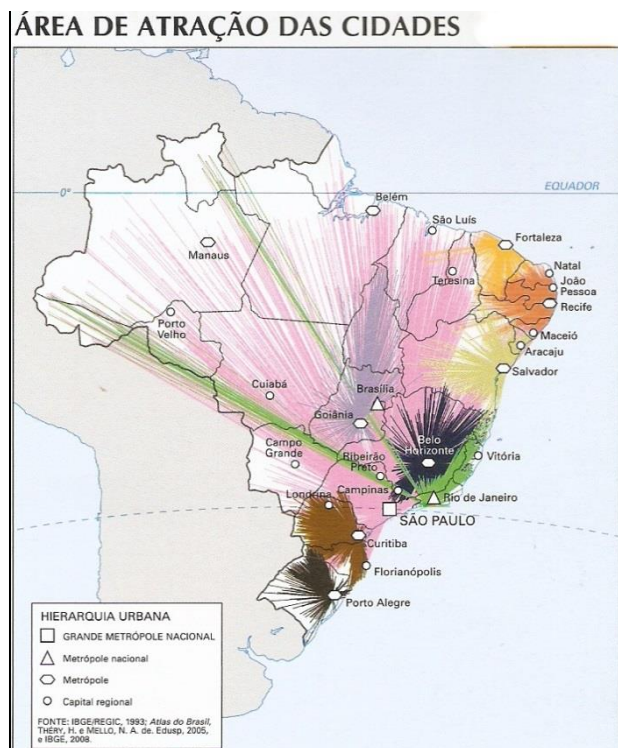 ÁREA DE ATRAÇÃO DAS CIDADES
0°
EQUADOR
Belém
São Luís
Fortaleza
Manaus
Teresina
Natal
João
Pessoa
Recife
Porto
Velho
Maceió
Aracaju
Salvador
Cuiabá
Brasília
Goiânia
Campo
Grande
Belo
Horizonte
Ribeirão
Preto
Vitória
Londrina
Campinas
Rio de Janeiro
SÃO PAULO
Curitiba
Florianópolis
Porto Alegre
HIERARQUIA URBANA
GRANDE METRÓPOLE NACIONAL
Metrópole nacional
Metrópole
Capital regional
FONTE: IBGE/REGIC, 1993; Atlas do Brasil,
THÉRY, H. e MELLO, N. A. de. Edusp, 2005,
e IBGE, 2008.